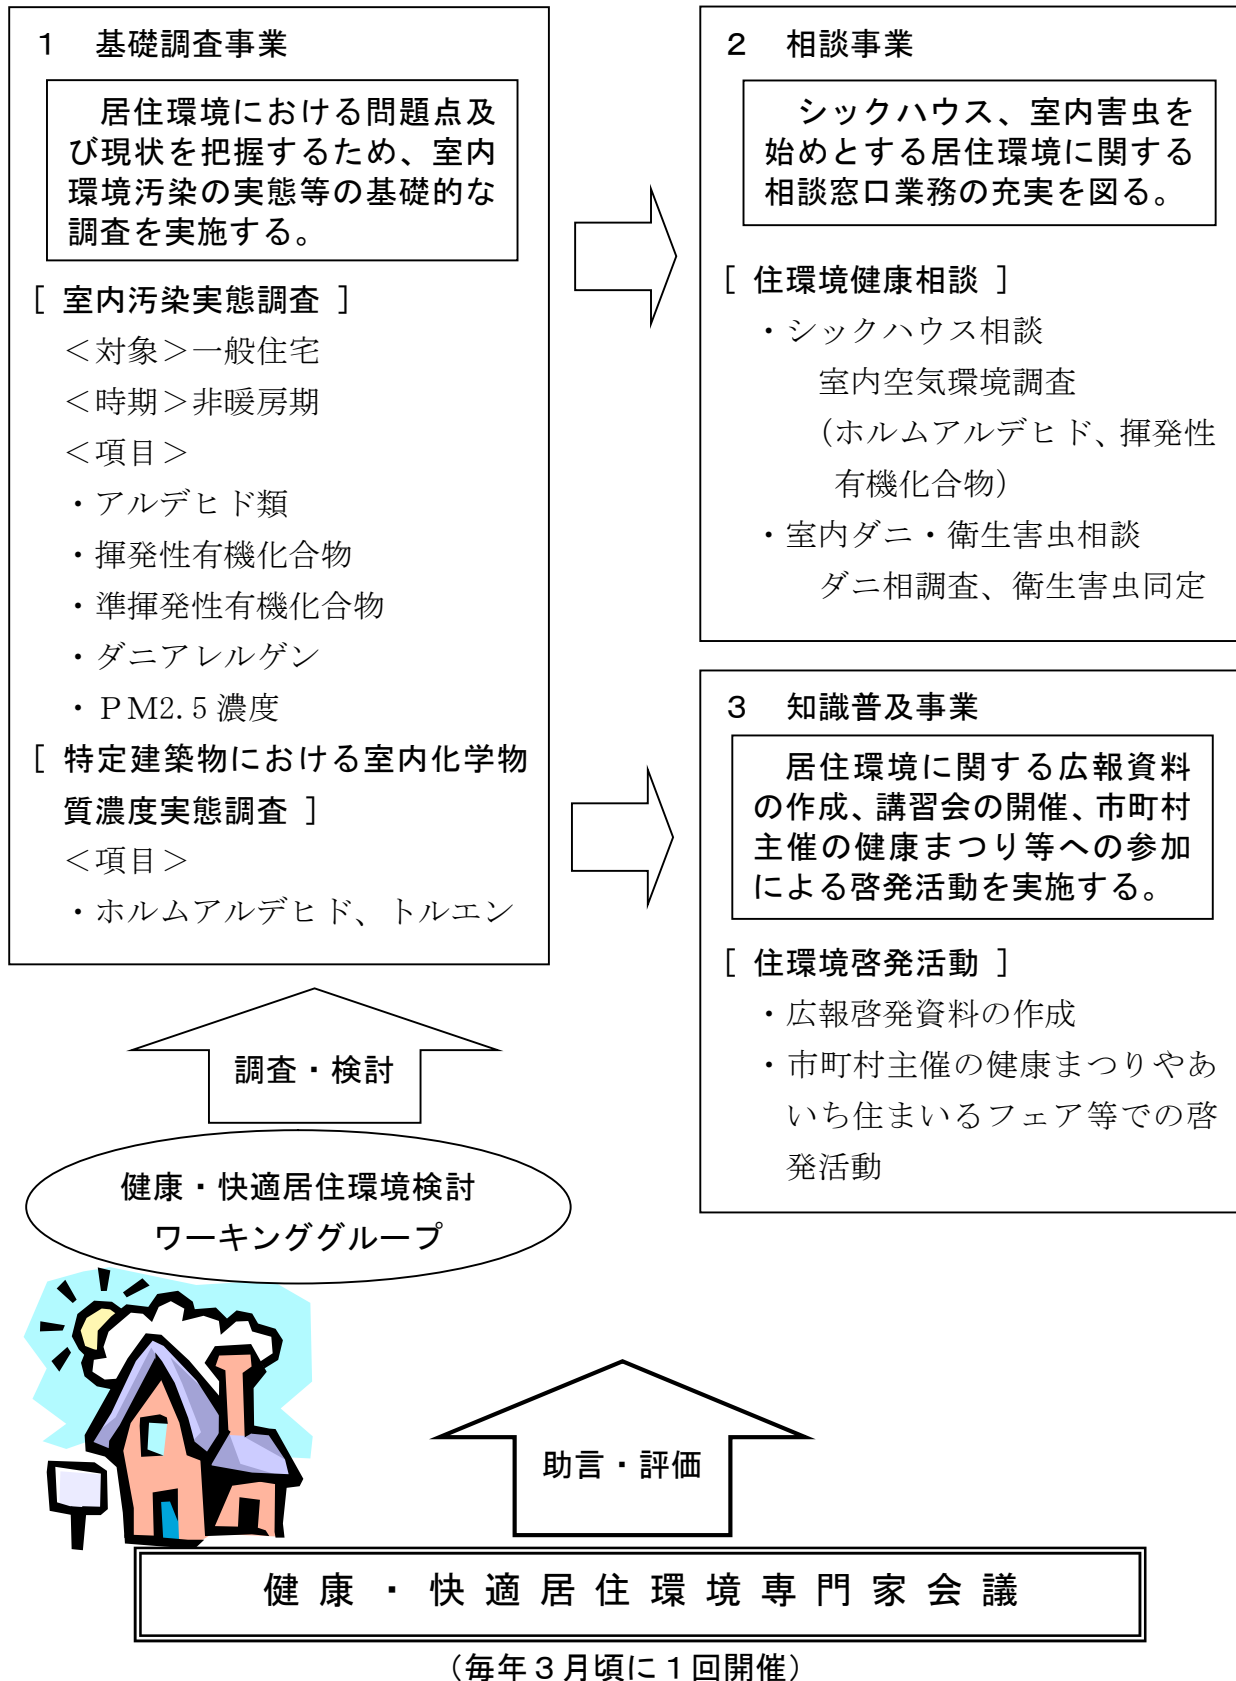 １　基礎調査事業
居住環境における問題点及
び現状を把握するため、室内
環境汚染の実態等の基礎的な
調査を実施する。
［ 室内汚染実態調査 ］
＜対象＞一般住宅
＜時期＞非暖房期
＜項目＞
・アルデヒド類
・揮発性有機化合物
・準揮発性有機化合物
・ダニアレルゲン
・ＰM2.5 濃度
［ 特定建築物における室内化学物
質濃度実態調査 ］
＜項目＞
・ホルムアルデヒド、トルエン
２　相談事業
シックハウス、室内害虫を
始めとする居住環境に関する
相談窓口業務の充実を図る。
［ 住環境健康相談 ］
・シックハウス相談
室内空気環境調査
（ホルムアルデヒド、揮発性
有機化合物）
・室内ダニ・衛生害虫相談
ダニ相調査、衛生害虫同定
３　知識普及事業
居住環境に関する広報資料
の作成、講習会の開催、市町村
主催の健康まつり等への参加
による啓発活動を実施する。
［ 住環境啓発活動 ］
・広報啓発資料の作成
・市町村主催の健康まつりやあ
いち住まいるフェア等での啓
発活動
調査・検討
健康・快適居住環境検討
ワーキンググループ
助言・評価
健康・快適居住環境専門家会議
（毎年３月頃に１回開催）